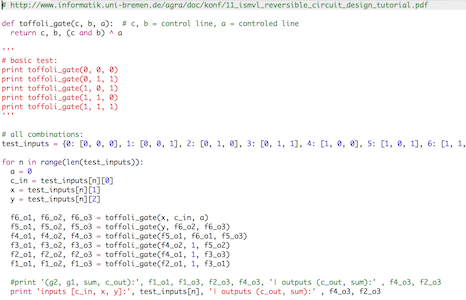 # http://www.informatik.uni-bremen.de/agra/doc/konf/11_ismvl_reversible_circuit_design_tutorial.pdf
def toffoli_gate(c, b, a):  # c, b = control line, a = controled line
  return c, b, (c and b) ^ a
'''
# basic test:
print toffoli_gate(0, 0, 0)
print toffoli_gate(0, 1, 1)
print toffoli_gate(1, 0, 1)
print toffoli_gate(1, 1, 0)
print toffoli_gate(1, 1, 1)
'''
# all combinations:
test_inputs = {0: [0, 0, 0], 1: [0, 0, 1], 2: [0, 1, 0], 3: [0, 1, 1], 4: [1, 0, 0], 5: [1, 0, 1], 6: [1, 1,
for n in range(len(test_inputs)):
  a = 0
  c_in = test_inputs[n][0]
  x = test_inputs[n][1]
  y = test_inputs[n][2]
  f6_o1, f6_o2, f6_o3 = toffoli_gate(x, c_in, a)
  f5_o1, f5_o2, f5_o3 = toffoli_gate(y, f6_o2, f6_o3)
  f4_o1, f4_o2, f4_o3 = toffoli_gate(f5_o1, f6_o1, f5_o3)
  f3_o1, f3_o2, f3_o3 = toffoli_gate(f4_o2, 1, f5_o2)
  f2_o1, f2_o2, f2_o3 = toffoli_gate(f4_o1, 1, f3_o3)
  f1_o1, f1_o2, f1_o3 = toffoli_gate(f2_o1, 1, f3_o1)
  #print '(g2, g1, sum, c_out):', f1_o1, f1_o3, f2_o3, f4_o3, '| outputs (c_out, sum):' , f4_o3, f2_o3
  print 'inputs [c_in, x, y]:', test_inputs[n], '| outputs (c_out, sum):' , f4_o3, f2_o3